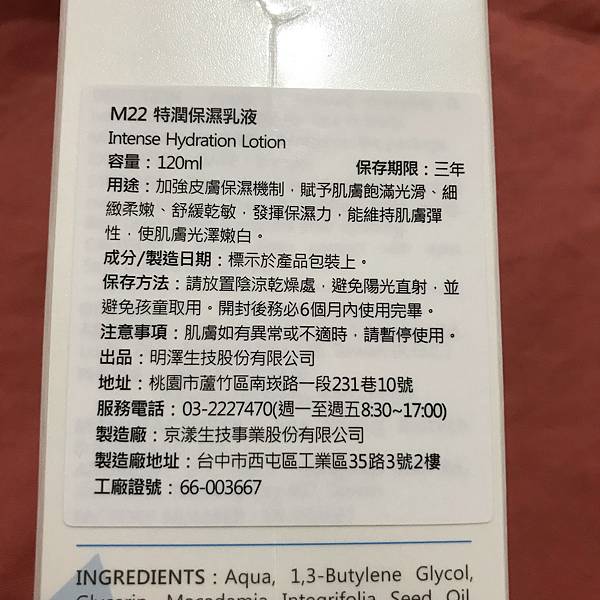 M22 特潤保濕乳液
Intense Hydration Lotion
容量：120ml 保存期限：三年
用途：加強皮膚保濕機制，賦予肌膚飽滿光滑、細
緻柔嫩、舒緩乾敏，發揮保濕力，能維持肌膚彈
性，使肌膚光澤嫩白。
成分/製造日期：標示於產品包裝上。
保存方法：請放置陰涼乾燥處，避免陽光直射，並
避免孩童取用。開封後務必6個月內使用完畢。
注意事項：肌膚如有異常或不適時，請暫停使用。
出品：明澤生技股份有限公司
地址：桃園市蘆竹區南崁路一段231巷10號
服務電話：03-2227470(週一至週五8:30~17:00)
製造廠：京漾生技事業股份有限公司
製造廠地址：台中市西屯區工業區35路3號2樓
工廠證號：66-003667
INGREDIENTS：Aqua, 1,3-Butylene Glycol,
Glycerin, Macadamia Integrifolia Seed Oil